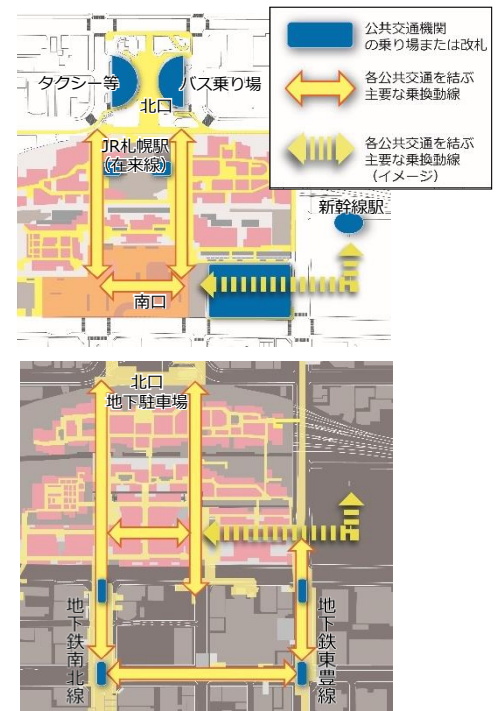 公共交通機関
の乗り場または改札
各公共交通を結ぶ
主要な乗換動線
各公共交通を結ぶ
主要な乗換動線
（イメージ）
タクシー等
バス乗り場
北口
JR札幌駅
（在来線）
新幹線駅
南口
北口
地下駐車場
地下鉄南北線
地下鉄東豊線